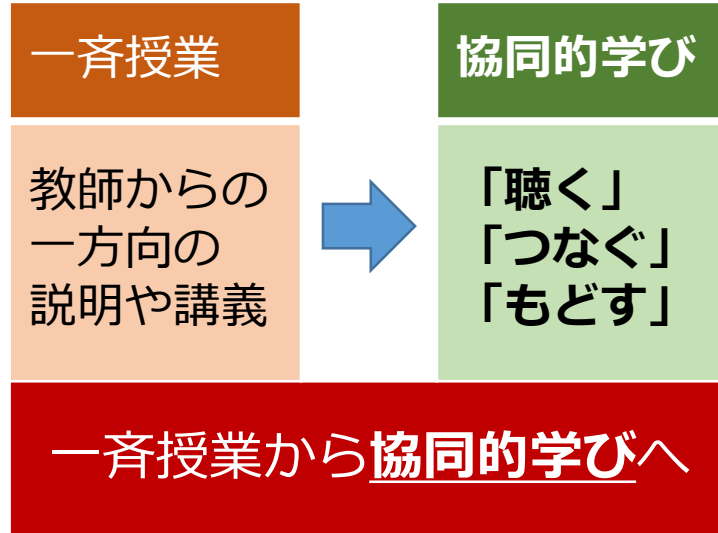 一斉授業
協同的学び
教師からの
一方向の
説明や講義
「聴く」
「つなぐ」
「もどす」
一斉授業から協同的学びへ